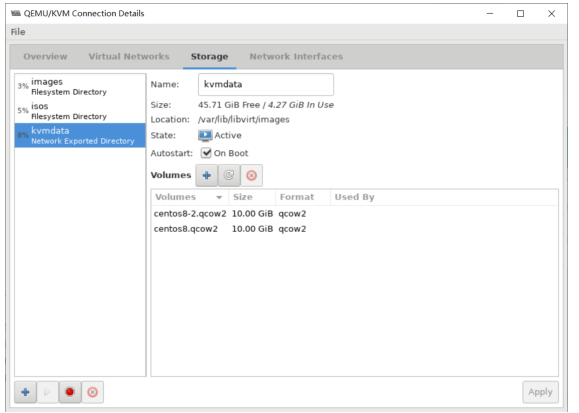 QEMU/KVM Connection Details
File
Overview Virtual Networks Storage Network Interfaces
3% images
Filesystem Directory
5% isos
Filesystem Directory
8% kvmdata
Network Exported Directory
Name: kvmdata
Size: 45.71 GiB Free / 4.27 GiB In Use
Location: /var/lib/libvirt/images
State: Active
Autostart: On Boot
Volumes
Volumes Size Format Used By
centos8-2.qcow2 10.00 GiB qcow2
centos8.qcow2 10.00 GiB qcow2
Apply